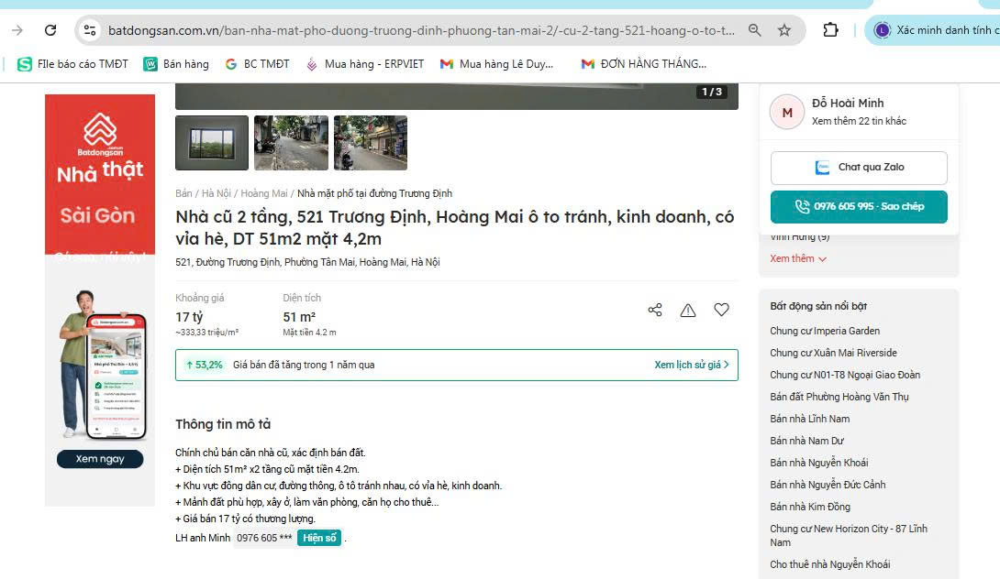 batdongsan.com.vn/ban-nha-mat-pho-duong-truong-dinh-phuong-tan-mai-2/-cu-2-tang-521-hoang-o-to-t...
L Xác minh danh tính c
FIle báo cáo TMĐT
Bán hàng
BC TMĐT
Mua hàng - ERPVIET
Mua hàng Lê Duy...
ĐƠN HÀNG THÁNG...
Batdongsan
.com.vn
Nhà thật
Sài Gòn
Xem ngay
1 / 3
Bán / Hà Nội / Hoàng Mai / Nhà mặt phố tại đường Trương Định
Nhà cũ 2 tầng, 521 Trương Định, Hoàng Mai ô to tránh, kinh doanh, có
vỉa hè, DT 51m2 mặt 4,2m
521, Đường Trương Định, Phường Tân Mai, Hoàng Mai, Hà Nội
Khoảng giá
17 tỷ
~333,33 triệu/m²
Diện tích
51 m²
Mặt tiền 4.2 m
53,2% Giá bán đã tăng trong 1 năm qua
Xem lịch sử giá
Thông tin mô tả
Chính chủ bán căn nhà cũ, xác định bán đất.
+ Diện tích 51m² x2 tầng cũ mặt tiền 4.2m.
+ Khu vực đông dân cư, đường thông, ô tô tránh nhau, có vỉa hè, kinh doanh.
+ Mảnh đất phù hợp, xây ở, làm văn phòng, căn họ cho thuê...
+ Giá bán 17 tỷ có thương lượng.
LH anh Minh 0976 605 *** Hiện số .
M
Đỗ Hoài Minh
Xem thêm 22 tin khác
Chat qua Zalo
0976 605 995 · Sao chép
Vĩnh Hưng (9)
Xem thêm
Bất động sản nổi bật
Chung cư Imperia Garden
Chung cư Xuân Mai Riverside
Chung cư N01-T8 Ngoại Giao Đoàn
Bán đất Phường Hoàng Văn Thụ
Bán nhà Lĩnh Nam
Bán nhà Nam Dư
Bán nhà Nguyễn Khoái
Bán nhà Nguyễn Đức Cảnh
Bán nhà Kim Đồng
Chung cư New Horizon City - 87 Lĩnh
Nam
Cho thuê nhà Nguyễn Khoái